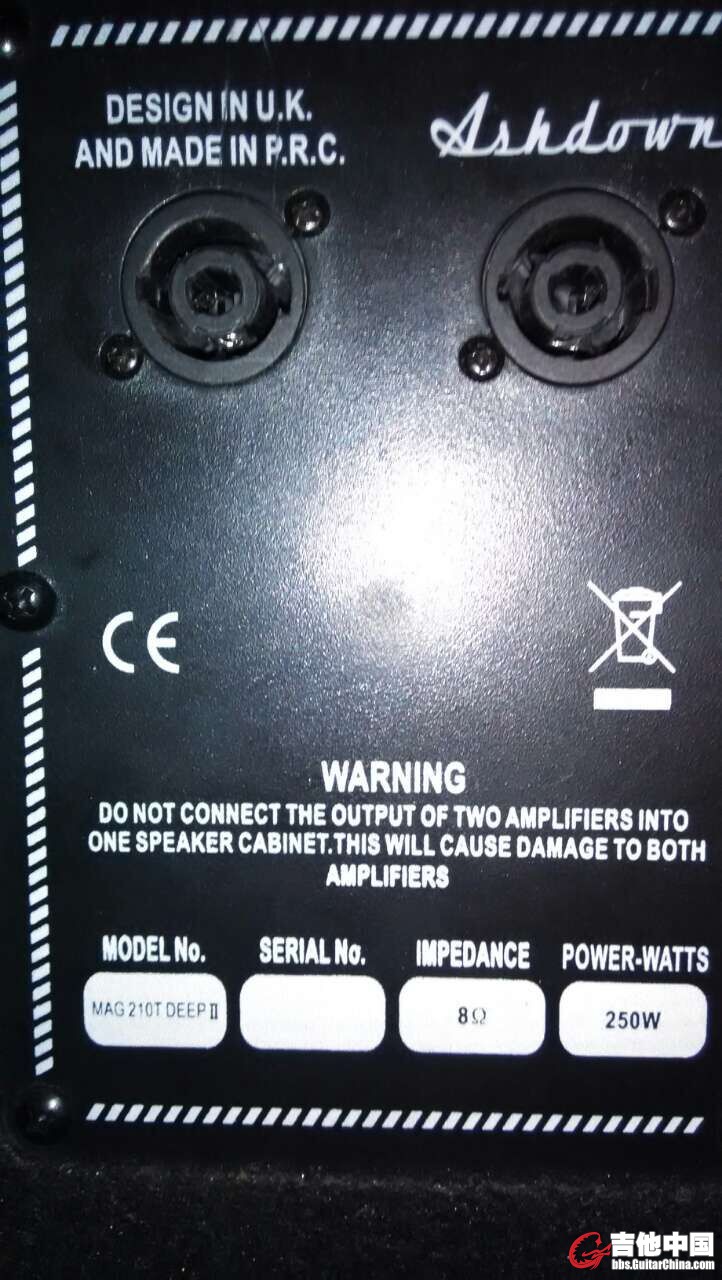 DESIGN IN U.K.
AND MADE IN P.R.C.
Ashdown
CE
WARNING
DO NOT CONNECT THE OUTPUT OF TWO AMPLIFIERS INTO
ONE SPEAKER CABINET.THIS WILL CAUSE DAMAGE TO BOTH
AMPLIFIERS
MODEL No. SERIAL No. IMPEDANCE POWER-WATTS
MAG 210T DEEP II 8Ω 250W
吉他中国
bbs.GuitarChina.com